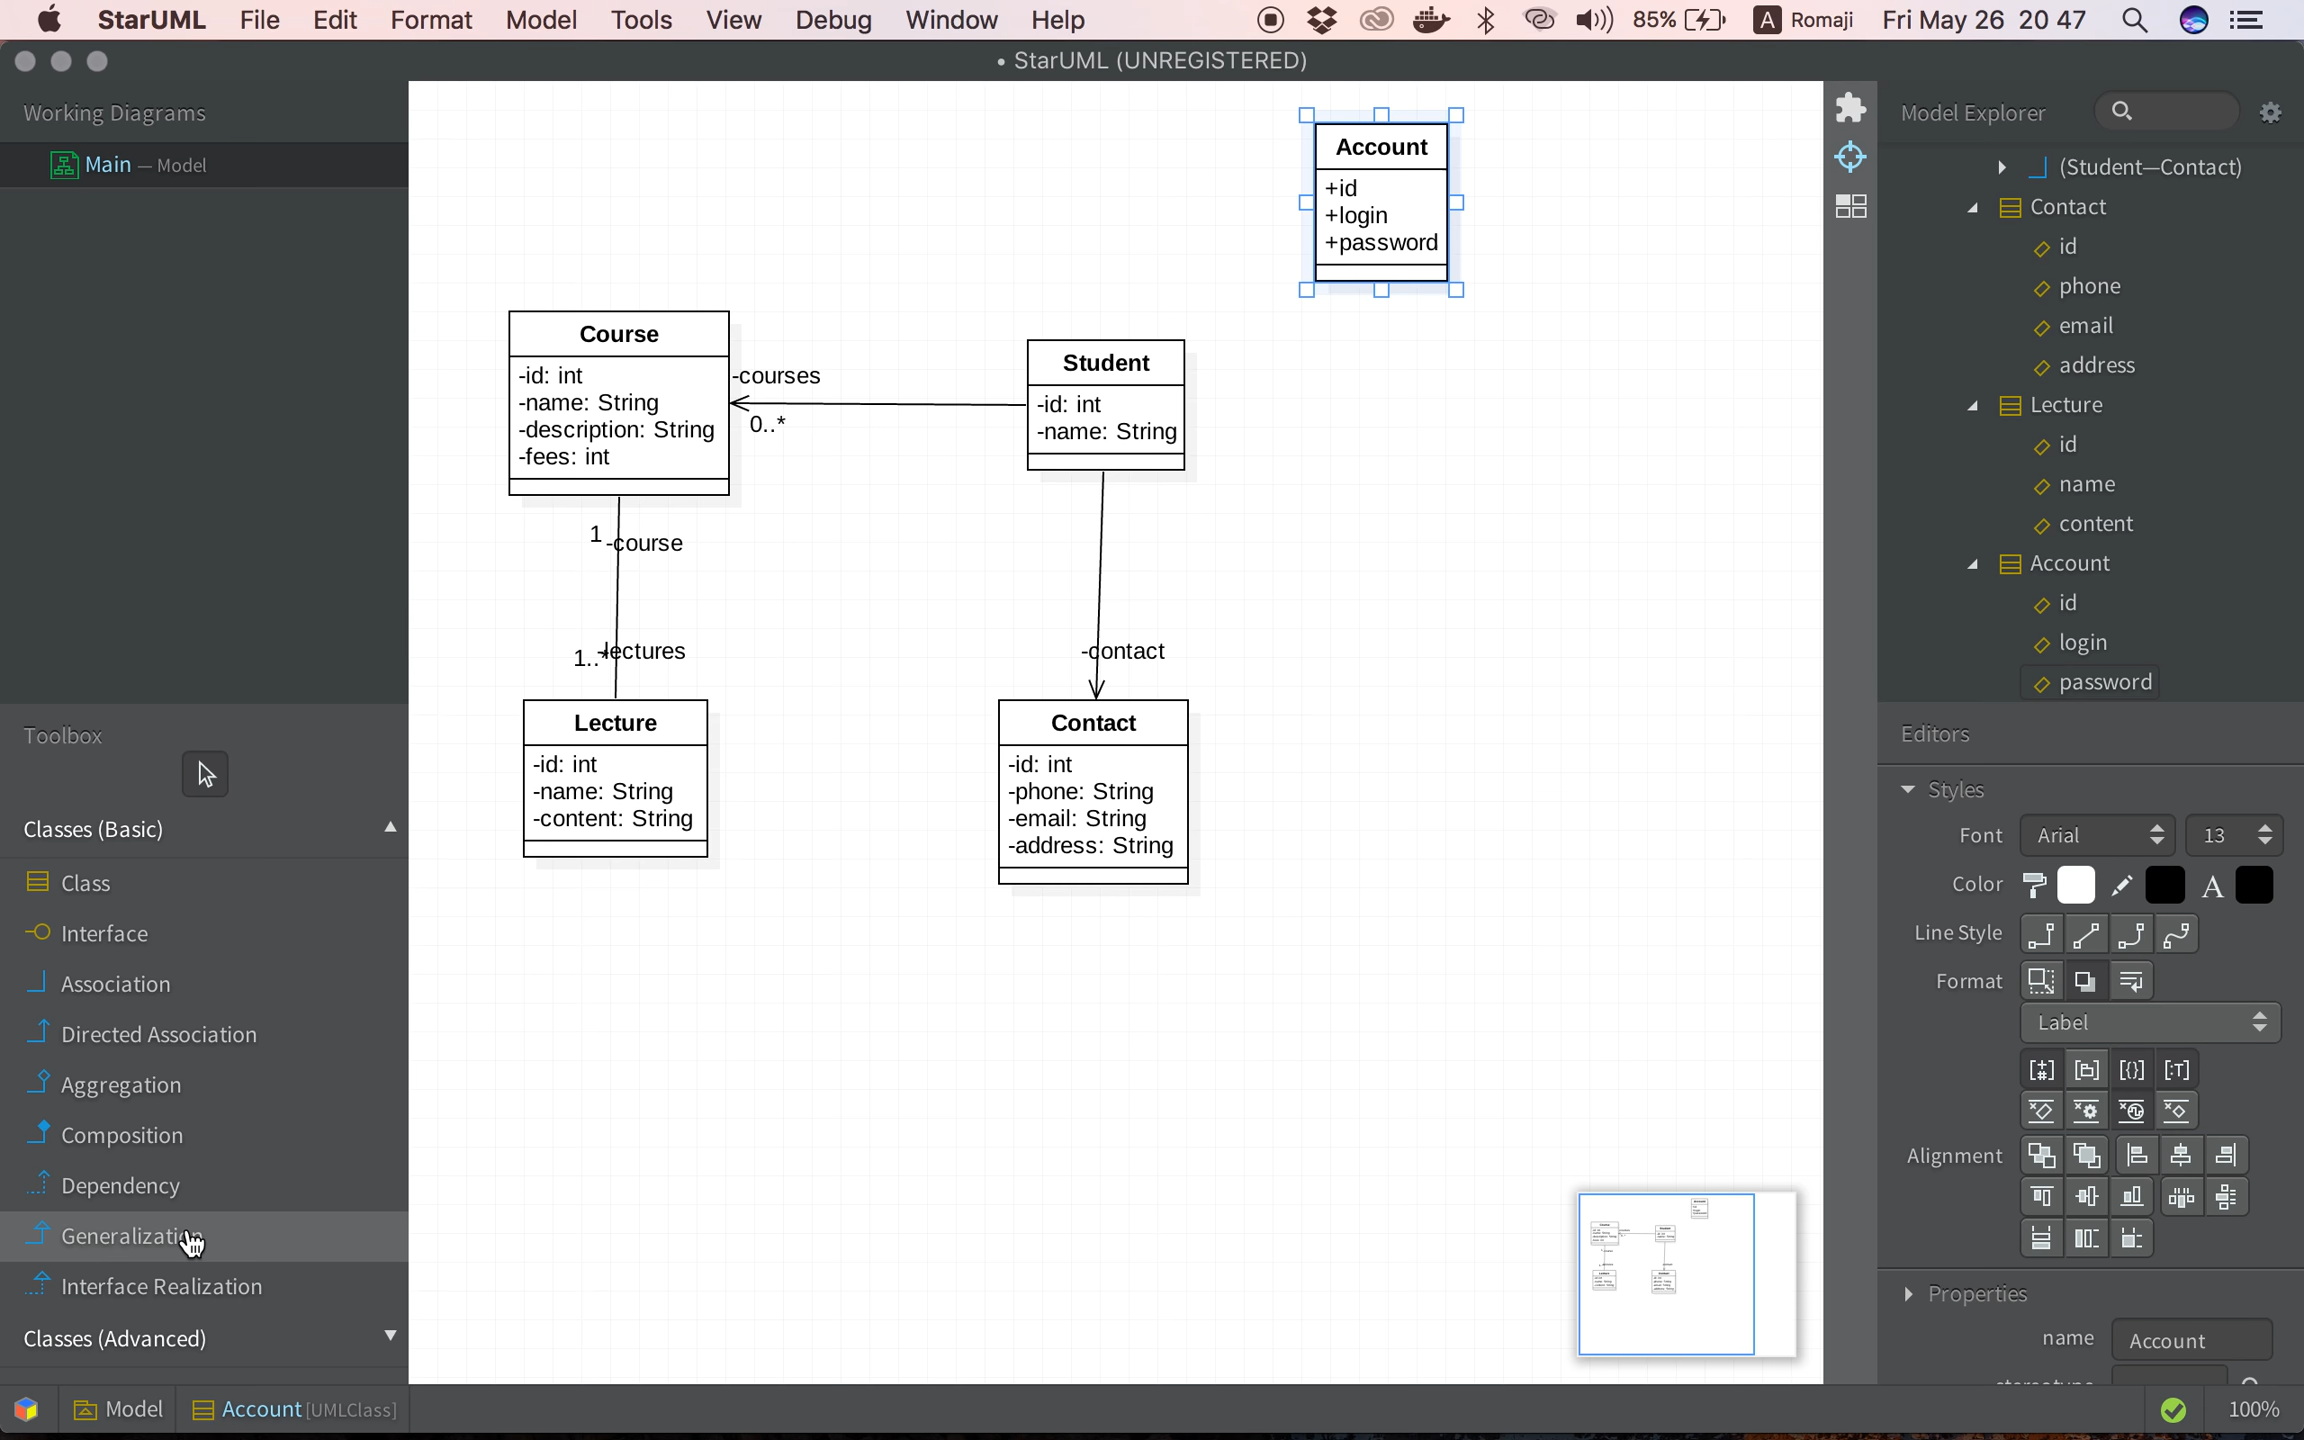 StarUML File Edit Format Model Tools View Debug Window Help 85% A Romaji Fri May 26 20 47
• StarUML (UNREGISTERED)
Working Diagrams
Main — Model
Account
+id
+login
+password
Course
-id: int
-name: String
-description: String
-fees: int
-courses
0..*
Student
-id: int
-name: String
1
-course
1..*
-lectures
-contact
Lecture
-id: int
-name: String
-content: String
Contact
-id: int
-phone: String
-email: String
-address: String
Toolbox
Classes (Basic)
Class
Interface
Association
Directed Association
Aggregation
Composition
Dependency
Generalization
Interface Realization
Classes (Advanced)
Model Explorer
(Student—Contact)
Contact
id
phone
email
address
Lecture
id
name
content
Account
id
login
password
Editors
Styles
Font Arial 13
Color A
Line Style
Format
Label
Alignment
Properties
name Account
Model Account [UMLClass] 100%